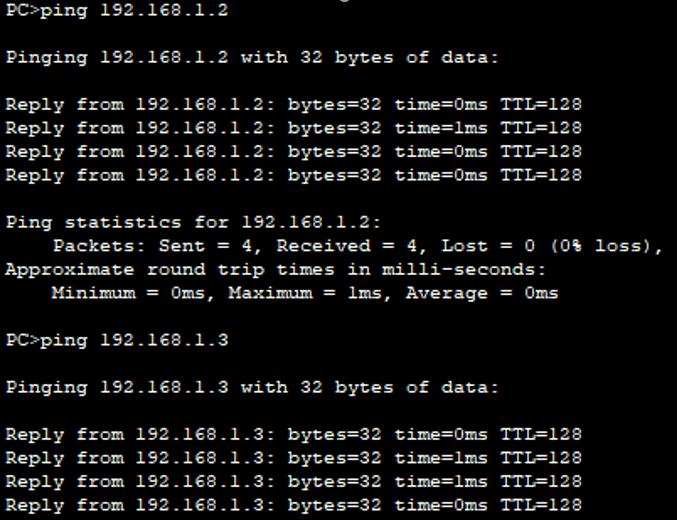 PC>ping 192.168.1.2
Pinging 192.168.1.2 with 32 bytes of data:
Reply from 192.168.1.2: bytes=32 time=0ms TTL=128
Reply from 192.168.1.2: bytes=32 time=1ms TTL=128
Reply from 192.168.1.2: bytes=32 time=0ms TTL=128
Reply from 192.168.1.2: bytes=32 time=0ms TTL=128
Ping statistics for 192.168.1.2:
    Packets: Sent = 4, Received = 4, Lost = 0 (0% loss),
Approximate round trip times in milli-seconds:
    Minimum = 0ms, Maximum = 1ms, Average = 0ms
PC>ping 192.168.1.3
Pinging 192.168.1.3 with 32 bytes of data:
Reply from 192.168.1.3: bytes=32 time=0ms TTL=128
Reply from 192.168.1.3: bytes=32 time=1ms TTL=128
Reply from 192.168.1.3: bytes=32 time=1ms TTL=128
Reply from 192.168.1.3: bytes=32 time=0ms TTL=128